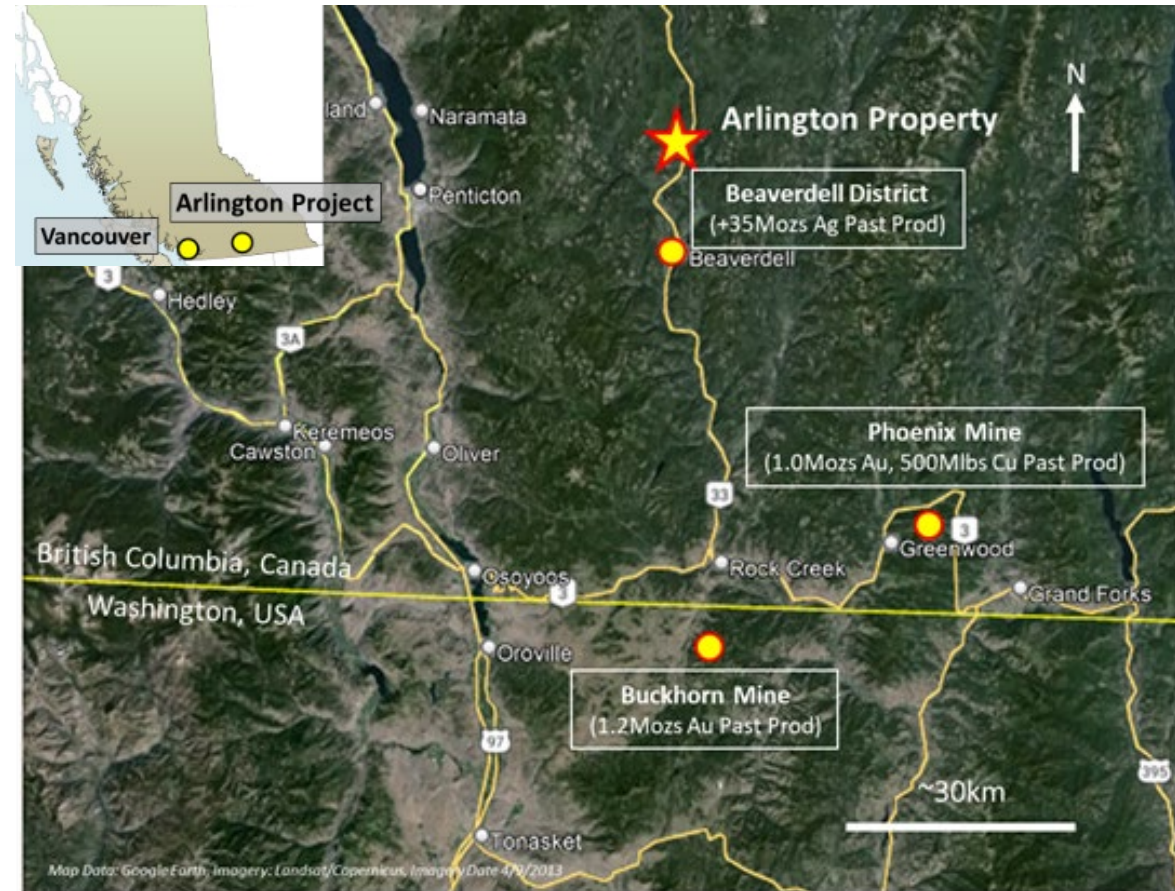 Arlington Project
Vancouver
land
Naramata
N
Arlington Property
Penticton
Beaverdell District
(+35Mozs Ag Past Prod)
Beaverdell
3
Hedley
3A
Keremeos
Cawston
Oliver
Phoenix Mine
(1.0Mozs Au, 500Mlbs Cu Past Prod)
33
3
Greenwood
British Columbia, Canada
Osoyoos
Rock Creek
3
Grand Forks
Washington, USA
Oroville
Buckhorn Mine
(1.2Mozs Au Past Prod)
97
395
~30km
Tonasket
Map Data: Google Earth, Imagery: Landsat/Copernicus, Imagery Date 4/9/2013